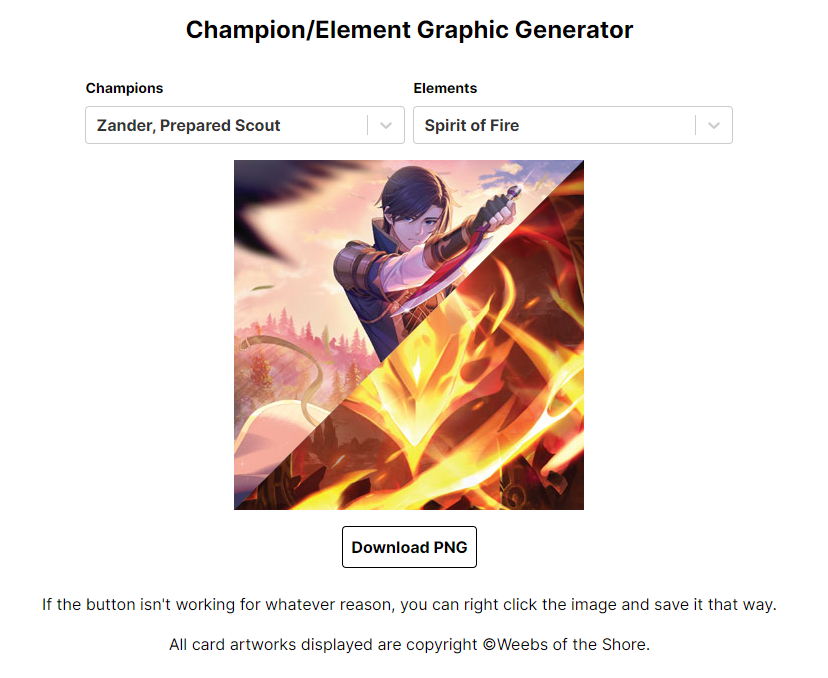 Champion/Element Graphic Generator
Champions
Elements
Zander, Prepared Scout
Spirit of Fire
Download PNG
If the button isn't working for whatever reason, you can right click the image and save it that way.
All card artworks displayed are copyright ©Weebs of the Shore.